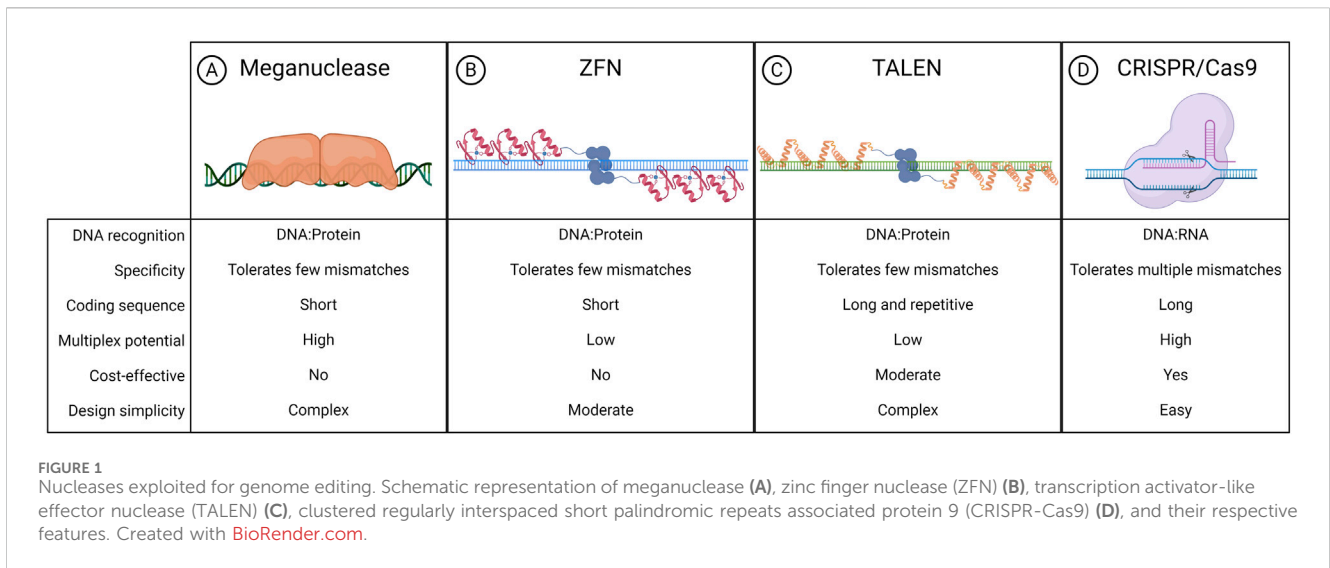 A Meganuclease B ZFN C TALEN D CRISPR/Cas9
DNA recognition DNA:Protein DNA:Protein DNA:Protein DNA:RNA
Specificity Tolerates few mismatches Tolerates few mismatches Tolerates few mismatches Tolerates multiple mismatches
Coding sequence Short Short Long and repetitive Long
Multiplex potential High Low Low High
Cost-effective No No Moderate Yes
Design simplicity Complex Moderate Complex Easy
FIGURE 1
Nucleases exploited for genome editing. Schematic representation of meganuclease (A), zinc finger nuclease (ZFN) (B), transcription activator-like
effector nuclease (TALEN) (C), clustered regularly interspaced short palindromic repeats associated protein 9 (CRISPR-Cas9) (D), and their respective
features. Created with BioRender.com.